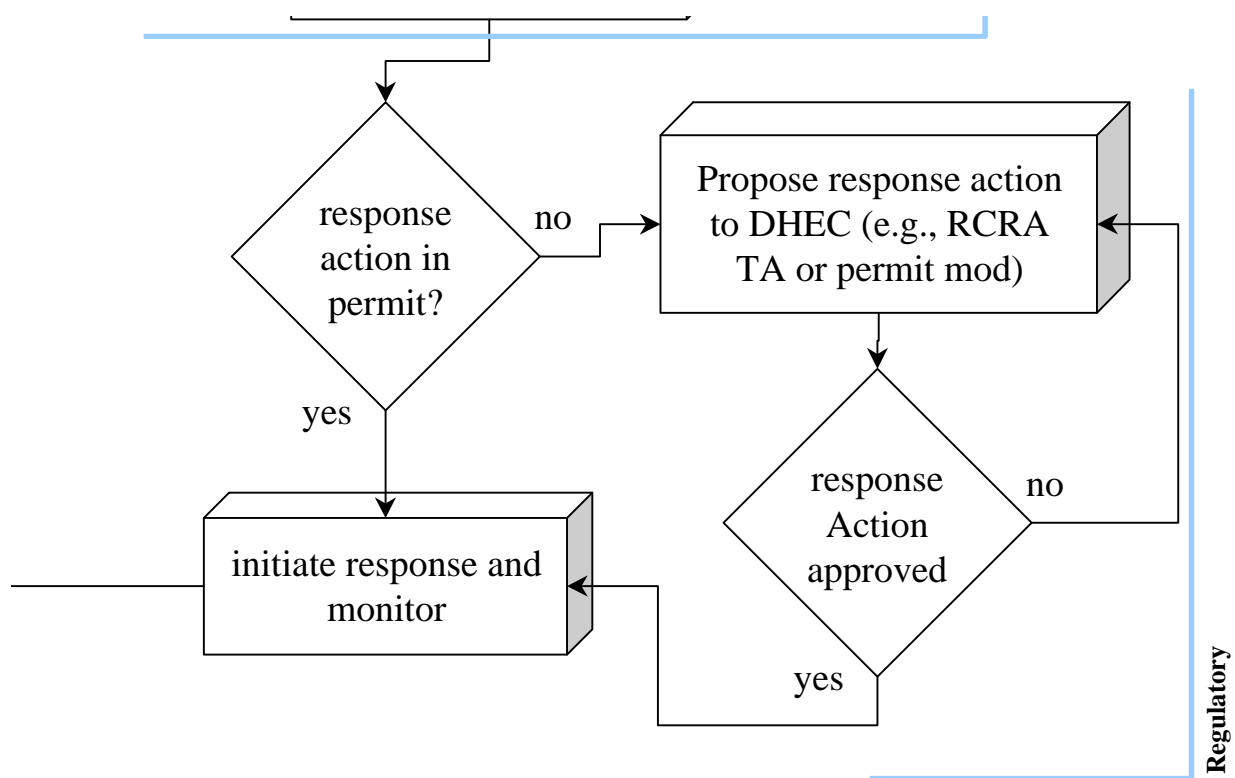 response
action in
permit?
no
Propose response action
to DHEC (e.g., RCRA
TA or permit mod)
yes
response
Action
approved
no
initiate response and
monitor
yes
Regulatory